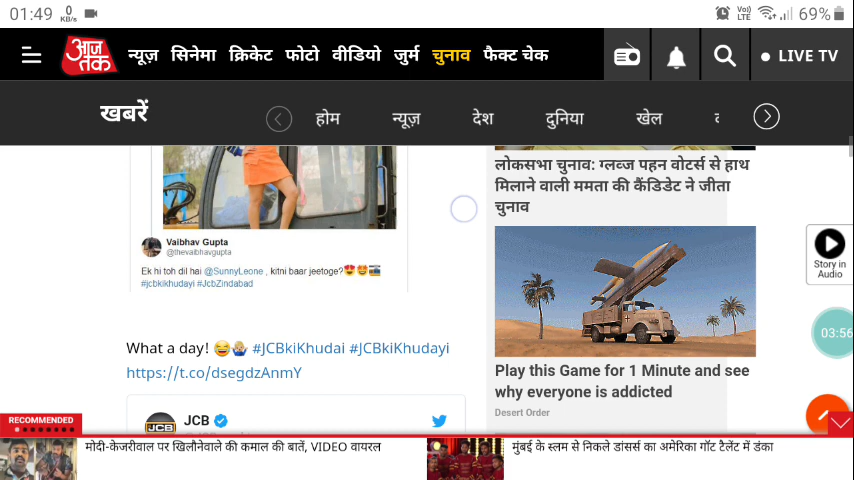 01:49 0 KB/s Vo) LTE 69%
आज तक न्यूज़ सिनेमा क्रिकेट फोटो वीडियो जुर्म चुनाव फैक्ट चेक LIVE TV
खबरें होम न्यूज़ देश दुनिया खेल
लोकसभा चुनाव: ग्लव्ज पहन वोटर्स से हाथ
मिलाने वाली ममता की कैंडिडेट ने जीता
चुनाव
Vaibhav Gupta
@thevaibhavgupta
Ek hi toh dil hai @SunnyLeone , kitni baar jeetoge?😍🤩📸
#jcbkikhudayi #JcbZindabad
Story in
Audio
03:56
What a day! 😂🤷 #JCBkiKhudai #JCBkiKhudayi
https://t.co/dsegdzAnmY
Play this Game for 1 Minute and see
why everyone is addicted
Desert Order
JCB
JCB
RECOMMENDED
मोदी-केजरीवाल पर खिलौनेवाले की कमाल की बातें, VIDEO वायरल
मुंबई के स्लम से निकले डांसर्स का अमेरिका गॉट टैलेंट में डंका